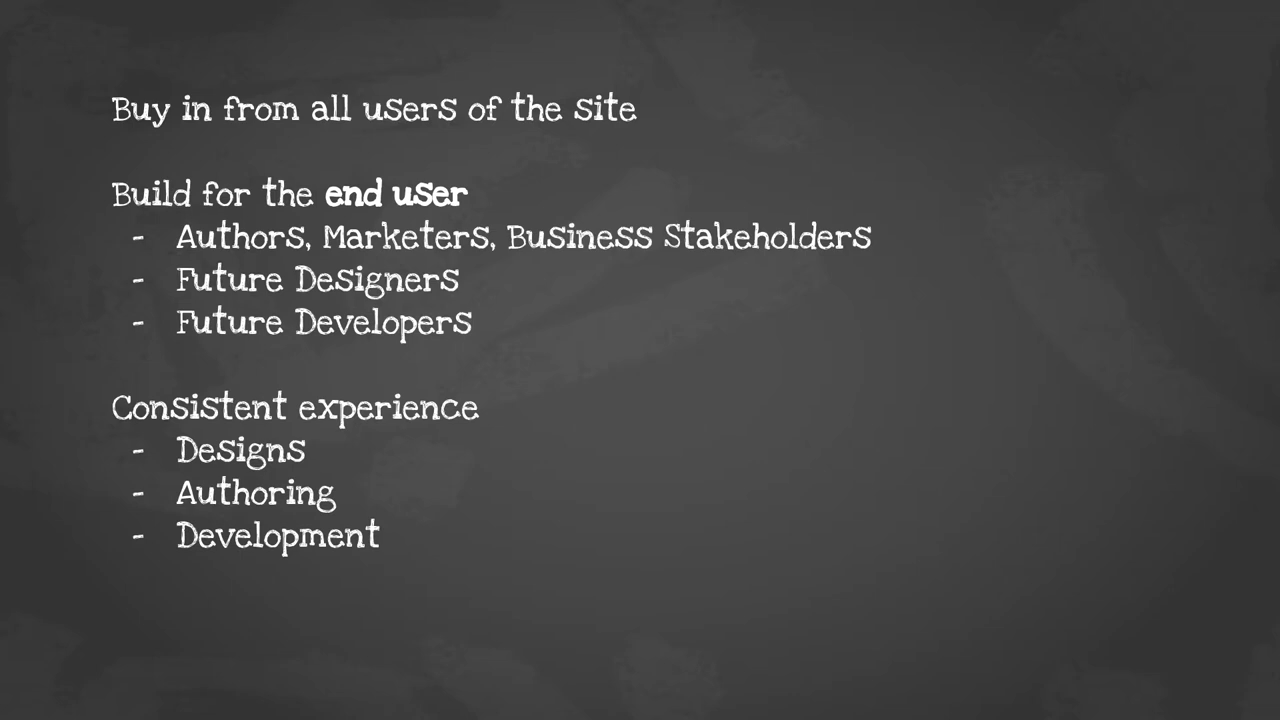 Buy in from all users of the site
Build for the end user
- Authors, Marketers, Business Stakeholders
- Future Designers
- Future Developers
Consistent experience
- Designs
- Authoring
- Development